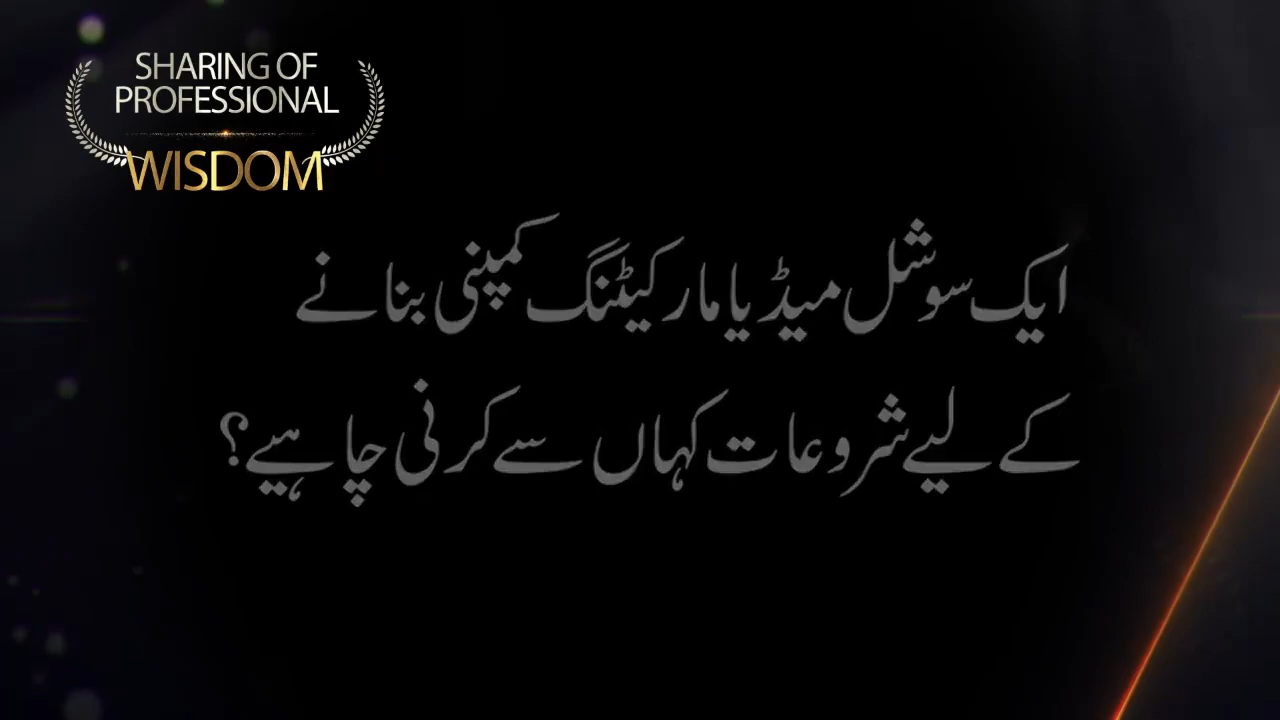 SHARING OF
PROFESSIONAL
WISDOM
ایک سوشل میڈیا مارکیٹنگ کمپنی بنانے
کے لیے شروعات کہاں سے کرنی چاہیے؟